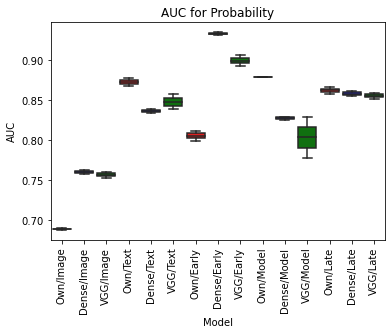 AUC for Probability
AUC
0.90
0.85
0.80
0.75
0.70
Own/Image
Dense/Image
VGG/Image
Own/Text
Dense/Text
VGG/Text
Own/Early
Dense/Early
VGG/Early
Own/Model
Dense/Model
VGG/Model
Own/Late
Dense/Late
VGG/Late
Model